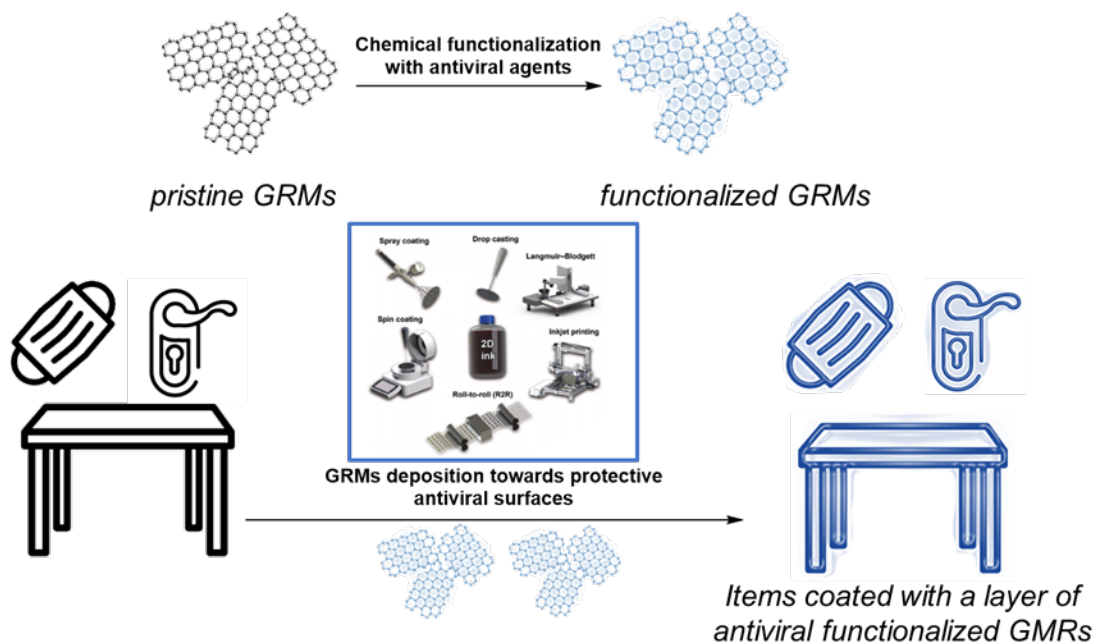 Chemical functionalization
with antiviral agents
pristine GRMs
functionalized GRMs
Spray coating
Drop casting
Langmuir–Blodgett
Spin coating
2D
ink
Inkjet printing
Roll-to-roll (R2R)
GRMs deposition towards protective
antiviral surfaces
Items coated with a layer of
antiviral functionalized GMRs